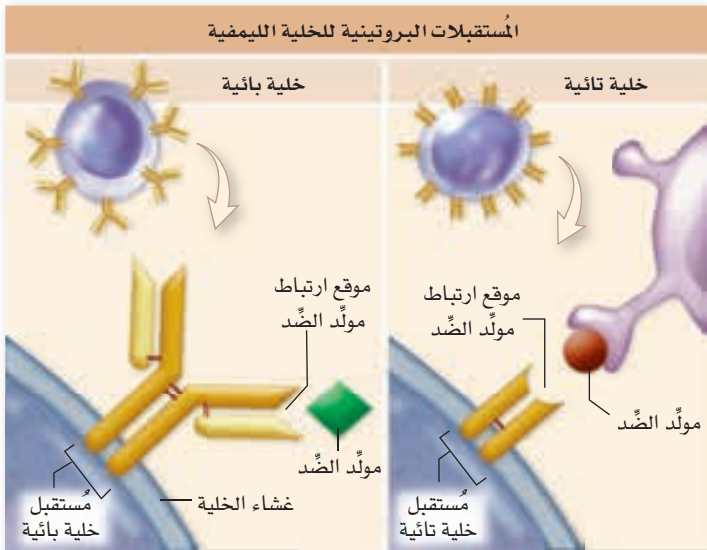 المُستقبلات البروتينية للخلية الليمفية
خلية تائية
موقع ارتباط
مولِّد الضِّد
مولِّد الضِّد
مُستقبل
خلية تائية
خلية بائية
موقع ارتباط
مولِّد الضِّد
مولِّد الضِّد
غشاء الخلية
مُستقبل
خلية بائية